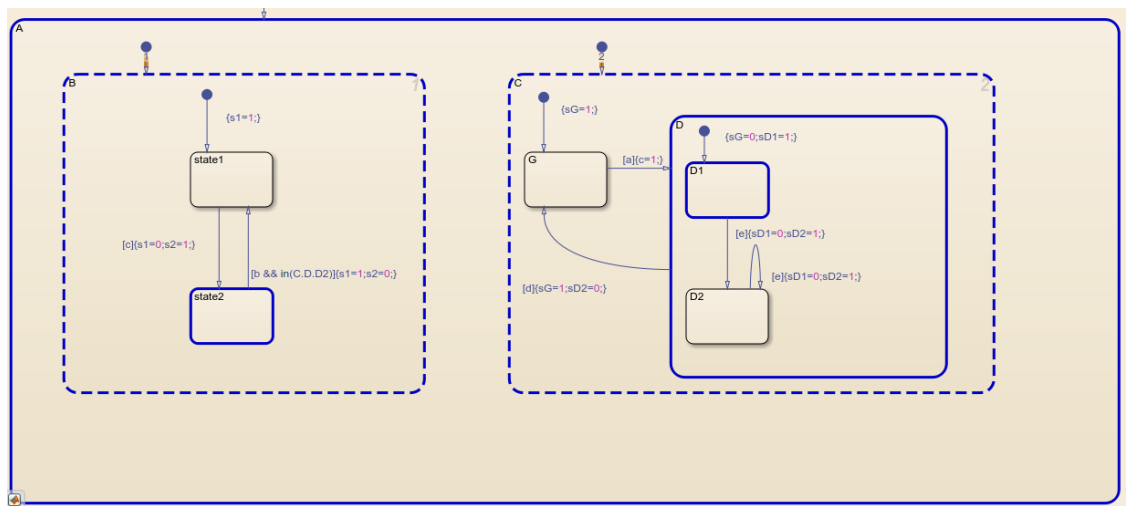 A
1
2
B
1
C
2
{s1=1;}
{sG=1;}
D
{sG=0;sD1=1;}
state1
G
[a]{c=1;}
D1
[c]{s1=0;s2=1;}
[e]{sD1=0;sD2=1;}
[b && in(C.D.D2)]{s1=1;s2=0;}
[e]{sD1=0;sD2=1;}
[d]{sG=1;sD2=0;}
state2
D2